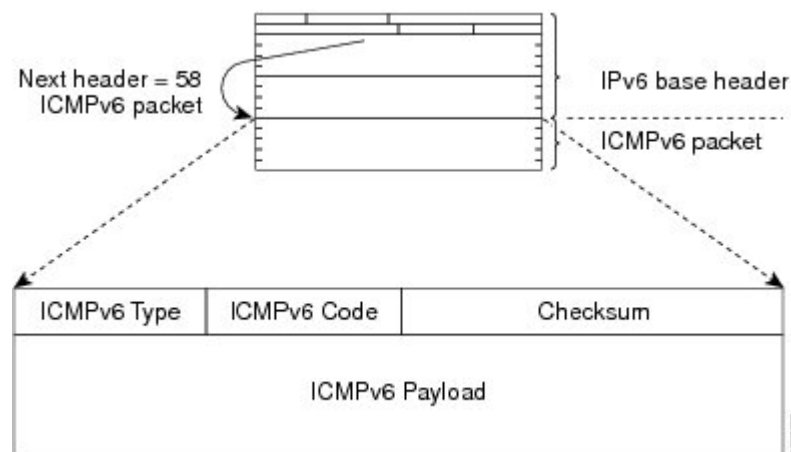 Next header = 58
ICMPv6 packet
IPv6 base header
ICMPv6 packet
ICMPv6 Type
ICMPv6 Code
Checksum
ICMPv6 Payload